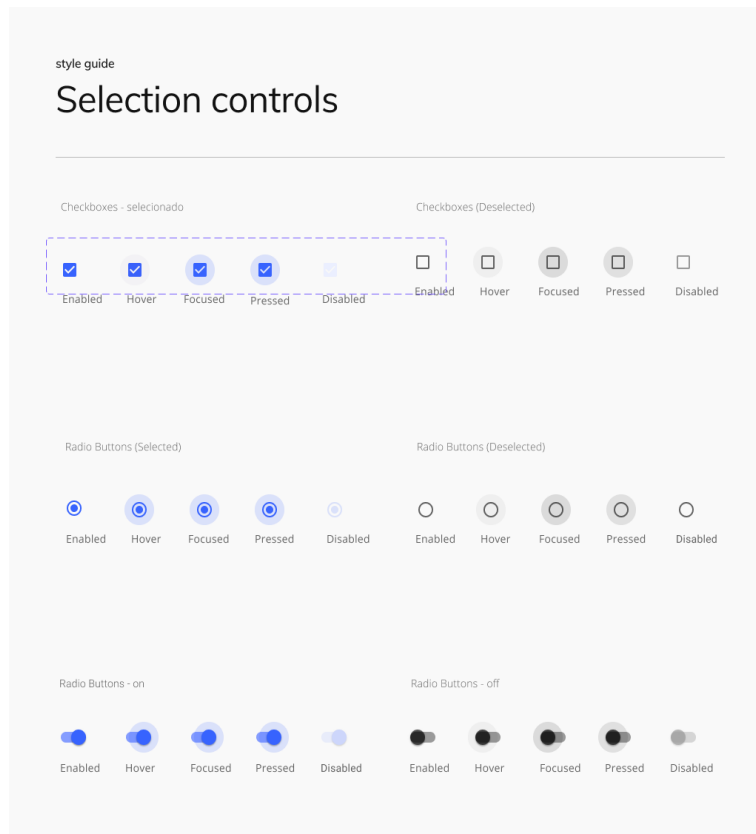 style guide
Selection controls
Checkboxes - selecionado
Checkboxes (Deselected)
Enabled Hover Focused Pressed Disabled
Enabled Hover Focused Pressed Disabled
Radio Buttons (Selected)
Radio Buttons (Deselected)
Enabled Hover Focused Pressed Disabled
Enabled Hover Focused Pressed Disabled
Radio Buttons - on
Radio Buttons - off
Enabled Hover Focused Pressed Disabled
Enabled Hover Focused Pressed Disabled